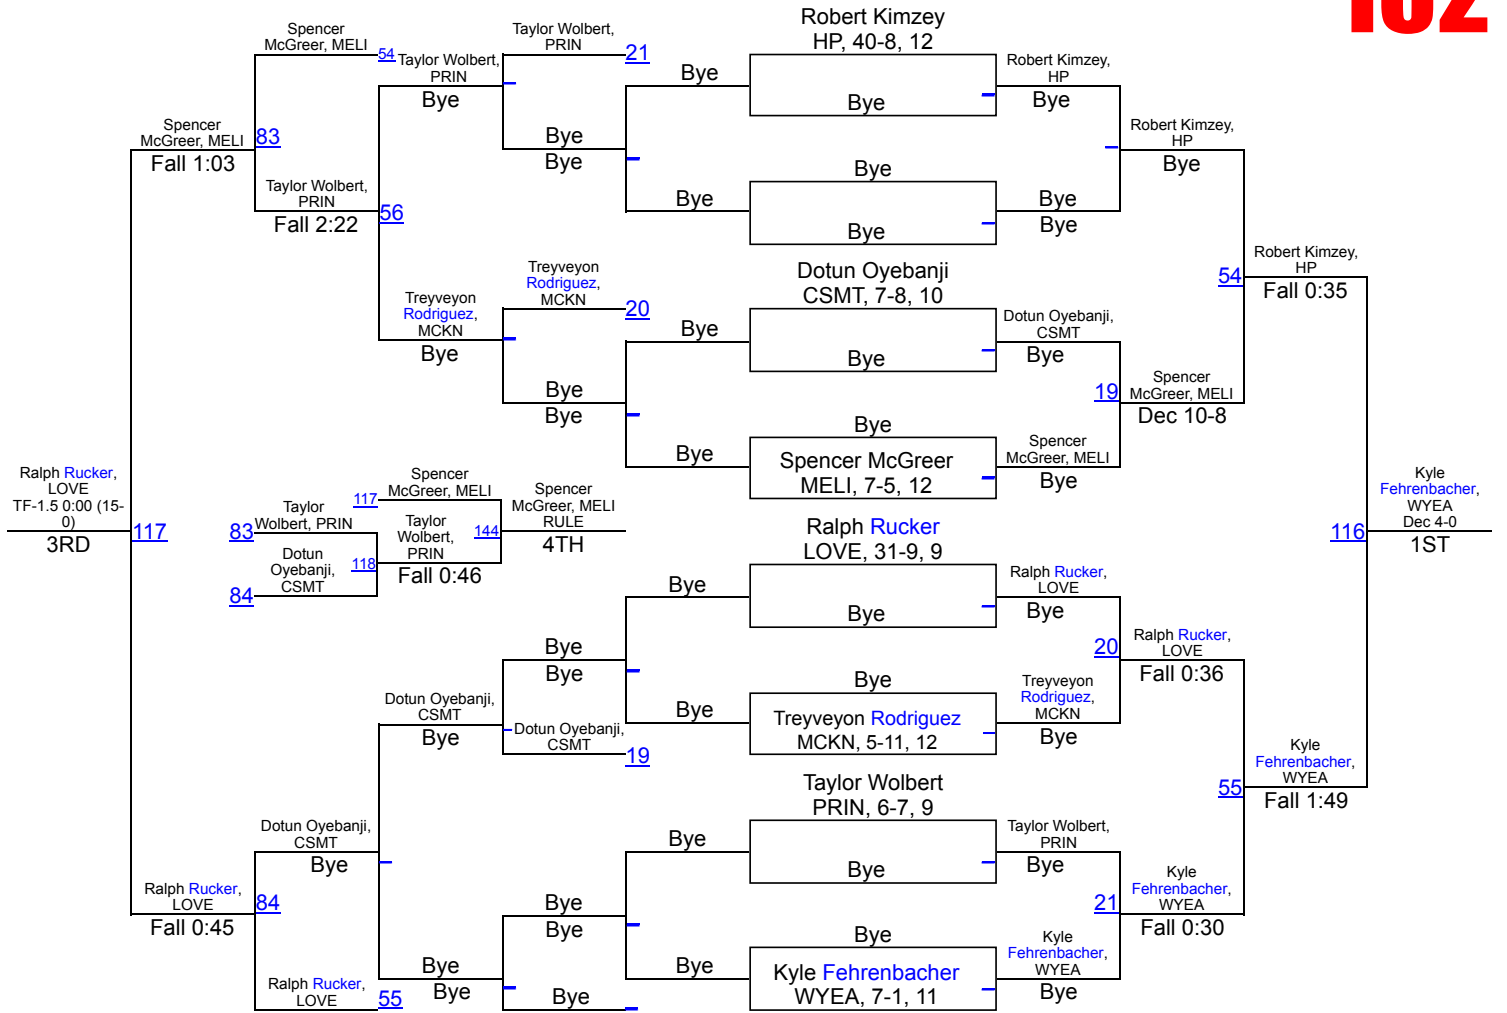 102
Spencer
McGreer, MELI
54
Taylor Wolbert,
PRIN
Bye
Taylor Wolbert,
PRIN
21
Bye
Robert Kimzey
HP, 40-8, 12
Bye
Robert Kimzey,
HP
Bye
Spencer
McGreer, MELI
Fall 1:03
83
Bye
Bye
Robert Kimzey,
HP
Bye
Taylor Wolbert,
PRIN
Fall 2:22
56
Bye
Bye
Bye
Bye
Bye
Treyveyon
Rodriguez,
MCKN
20
Dotun Oyebanji
CSMT, 7-8, 10
54
Robert Kimzey,
HP
Fall 0:35
Treyveyon
Rodriguez,
MCKN
Bye
Bye
Bye
Dotun Oyebanji,
CSMT
Bye
Bye
Bye
19
Spencer
McGreer, MELI
Dec 10-8
Bye
Bye
Spencer McGreer
MELI, 7-5, 12
Spencer
McGreer, MELI
Bye
Ralph Rucker,
LOVE
TF-1.5 0:00 (15-
0)
3RD
117
Spencer
McGreer, MELI
117
Taylor
Wolbert, PRIN
83
Dotun
Oyebanji,
CSMT
84
118
Taylor
Wolbert,
PRIN
Fall 0:46
144
Spencer
McGreer, MELI
RULE
4TH
Kyle
Fehrenbacher,
WYEA
Dec 4-0
1ST
116
Ralph Rucker
LOVE, 31-9, 9
Bye
Bye
Ralph Rucker,
LOVE
Bye
Bye
Bye
20
Ralph Rucker,
LOVE
Fall 0:36
Dotun Oyebanji,
CSMT
Bye
Dotun Oyebanji,
CSMT
19
Bye
Bye
Treyveyon Rodriguez
MCKN, 5-11, 12
Treyveyon
Rodriguez,
MCKN
Bye
55
Kyle
Fehrenbacher,
WYEA
Fall 1:49
Taylor Wolbert
PRIN, 6-7, 9
Dotun Oyebanji,
CSMT
Bye
Bye
Bye
Taylor Wolbert,
PRIN
Bye
Ralph Rucker,
LOVE
Fall 0:45
84
Bye
Bye
21
Kyle
Fehrenbacher,
WYEA
Fall 0:30
Ralph Rucker,
LOVE
55
Bye
Bye
Bye
Bye
Bye
Kyle Fehrenbacher
WYEA, 7-1, 11
Kyle
Fehrenbacher,
WYEA
Bye